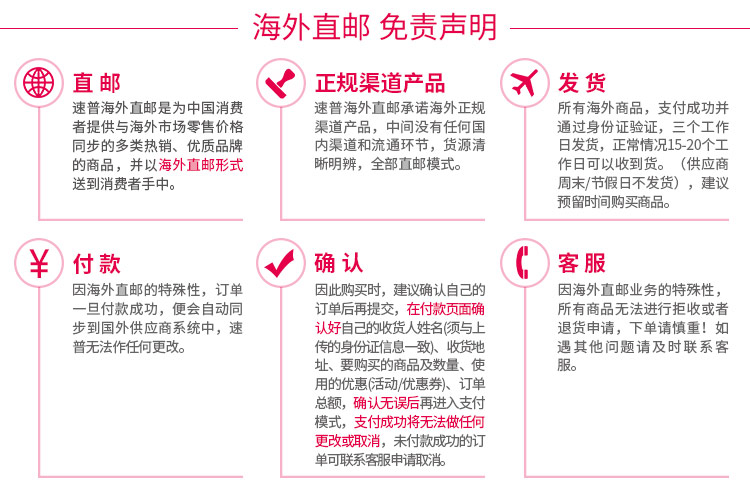 海外直邮 免责声明
直 邮
速普海外直邮是为中国消费
者提供与海外市场零售价格
同步的多类热销、优质品牌
的商品，并以海外直邮形式
送到消费者手中。
正规渠道产品
速普海外直邮承诺海外正规
渠道产品，中间没有任何国
内渠道和流通环节，货源清
晰明辨，全部直邮模式。
发 货
所有海外商品，支付成功并
通过身份证验证，三个工作
日发货，正常情况15-20个工
作日可以收到货。（供应商
周末/节假日不发货），建议
预留时间购买商品。
¥
付 款
因海外直邮的特殊性，订单
一旦付款成功，便会自动同
步到国外供应商系统中，速
普无法作任何更改。
确 认
因此购买时，建议确认自己的
订单后再提交，在付款页面确
认好自己的收货人姓名(须与上
传的身份证信息一致)、收货地
址、要购买的商品及数量、使
用的优惠(活动/优惠券)、订单
总额，确认无误后再进入支付
模式，支付成功将无法做任何
更改或取消，未付款成功的订
单可联系客服申请取消。
客 服
因海外直邮业务的特殊性，
所有商品无法进行拒收或者
退货申请，下单请慎重！如
遇其他问题请及时联系客
服。